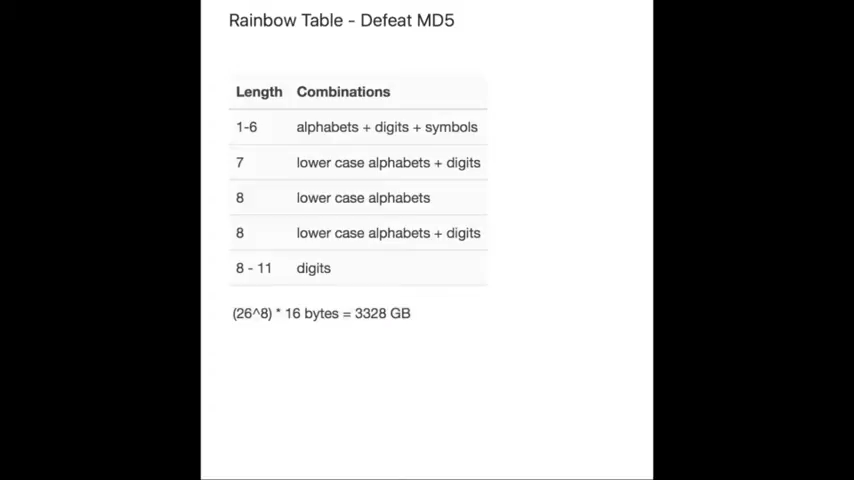 Rainbow Table - Defeat MD5
Length Combinations
1-6 alphabets + digits + symbols
7 lower case alphabets + digits
8 lower case alphabets
8 lower case alphabets + digits
8 - 11 digits
(26^8) * 16 bytes = 3328 GB